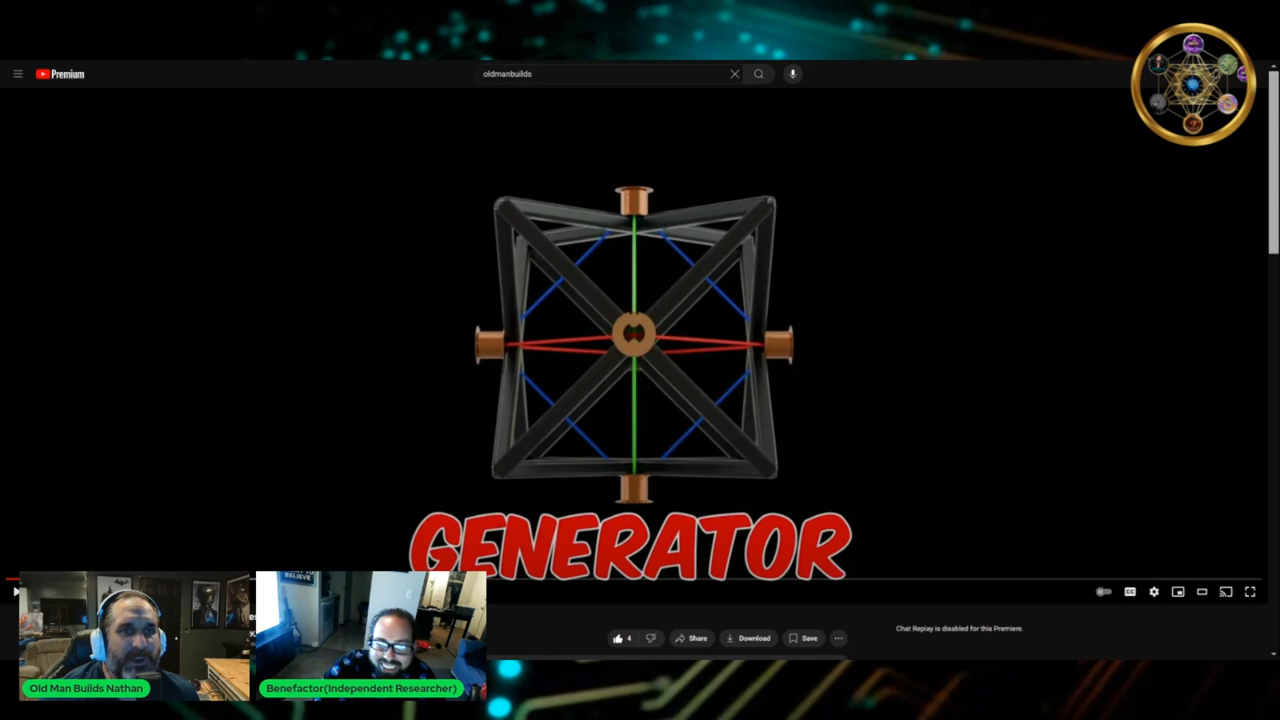 Premium
oldmanbuilds
GENERATOR
BELIEVE
CC
4
Share
Download
Save
Chat Replay is disabled for this Premiere.
Old Man Builds Nathan
Benefactor(Independent Researcher)